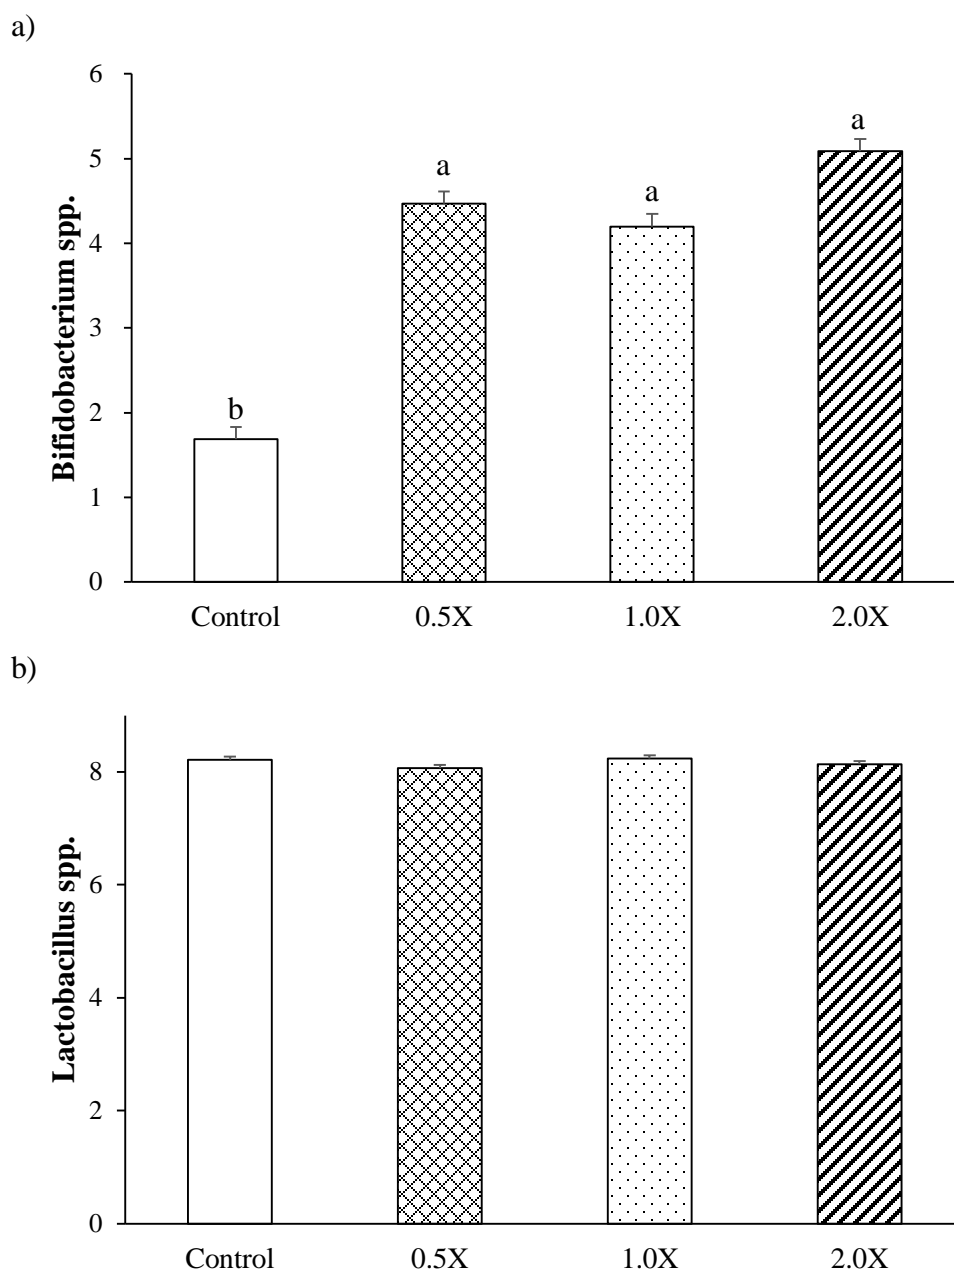 a)
6
5
4
3
2
1
0
Bifidobacterium spp.
b
a
a
a
Control 0.5X 1.0X 2.0X
b)
8
6
4
2
0
Lactobacillus spp.
Control 0.5X 1.0X 2.0X